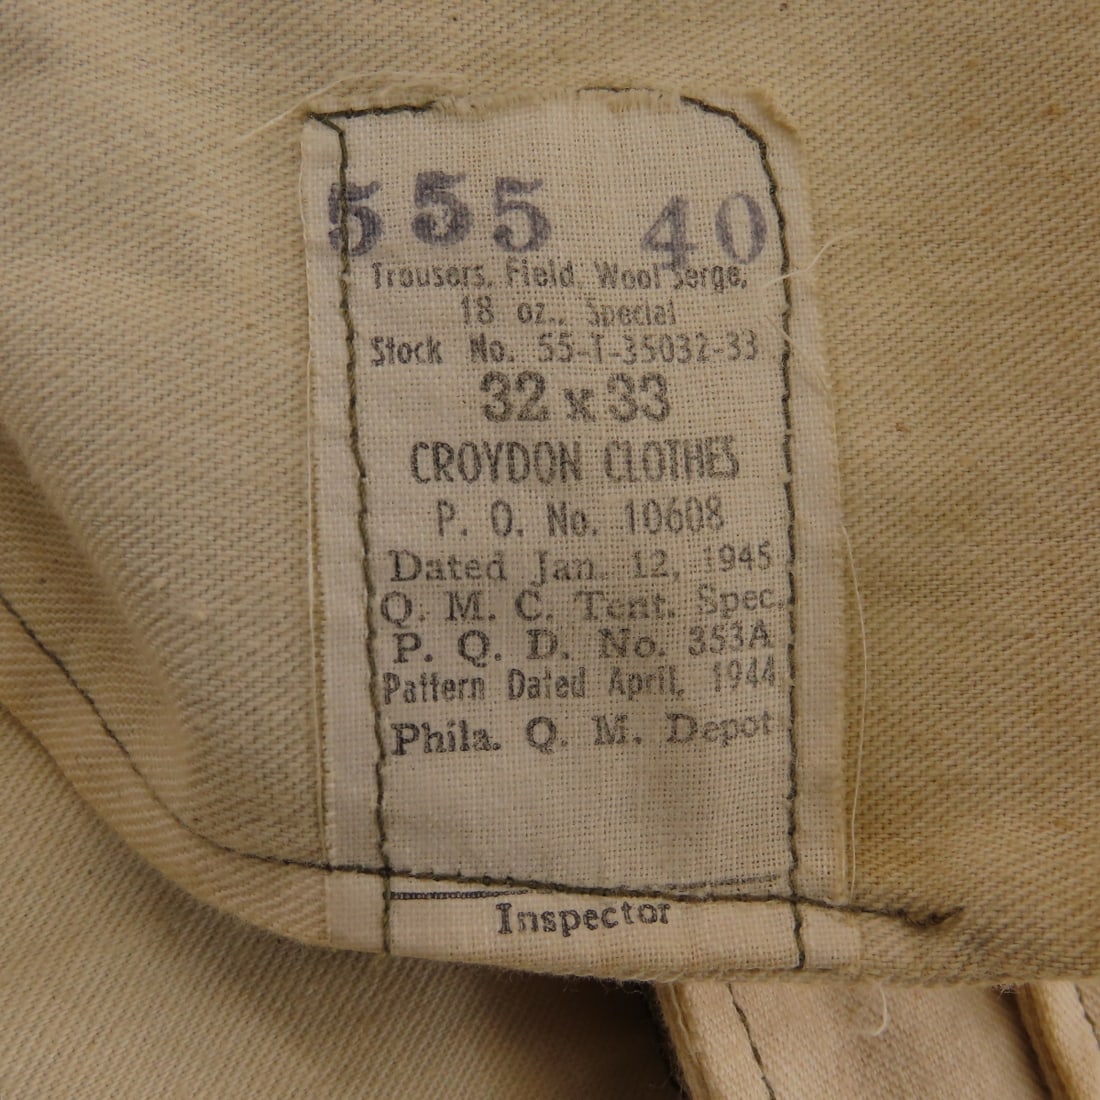 555 40
Trousers, Field, Wool Serge,
18 oz., Special
Stock No. 55-T-35032-33
32 x 33
CROYDON CLOTHES
P. O. No. 10608
Dated Jan. 12, 1945
Q. M. C. Tent. Spec.
P. Q. D. No. 353A
Pattern Dated April, 1944
Phila. Q. M. Depot
Inspector